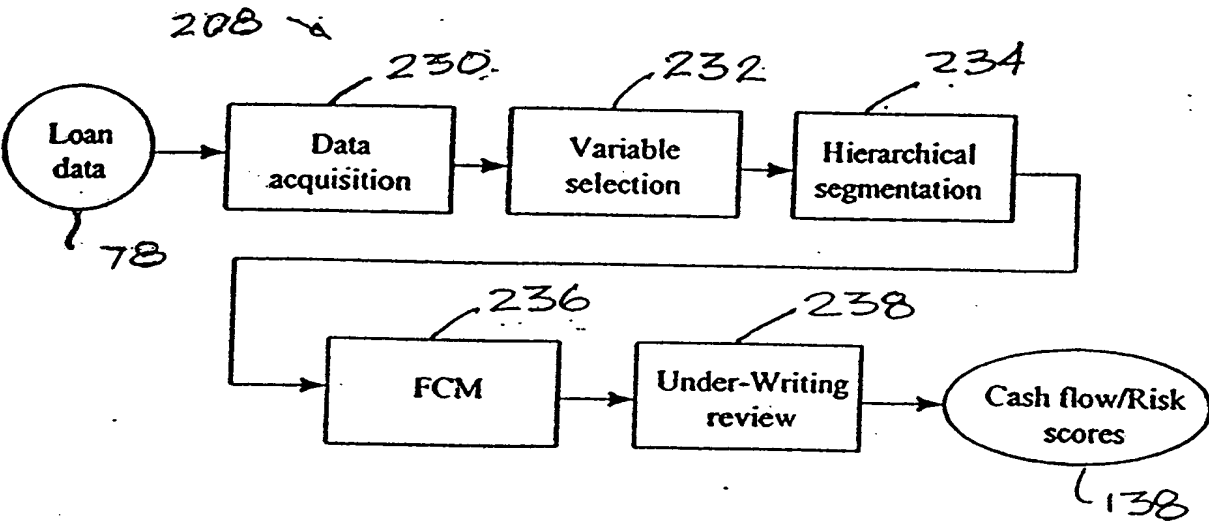 208
230
232
234
Loan
data
Data
acquisition
Variable
selection
Hierarchical
segmentation
78
236
238
FCM
Under-Writing
review
Cash flow/Risk
scores
138